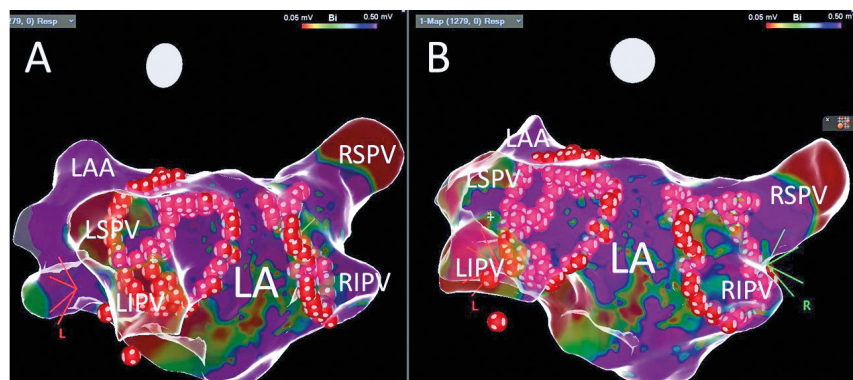 279, 0) Resp
0.05 mV Bi 0.50 mV
A
LAA
RSPV
LSPV
LA
LIPV
RIPV
L
1-Map (1279, 0) Resp
0.05 mV Bi 0.50 mV
B
LAA
LSPV
RSPV
LIPV
LA
RIPV
L
R